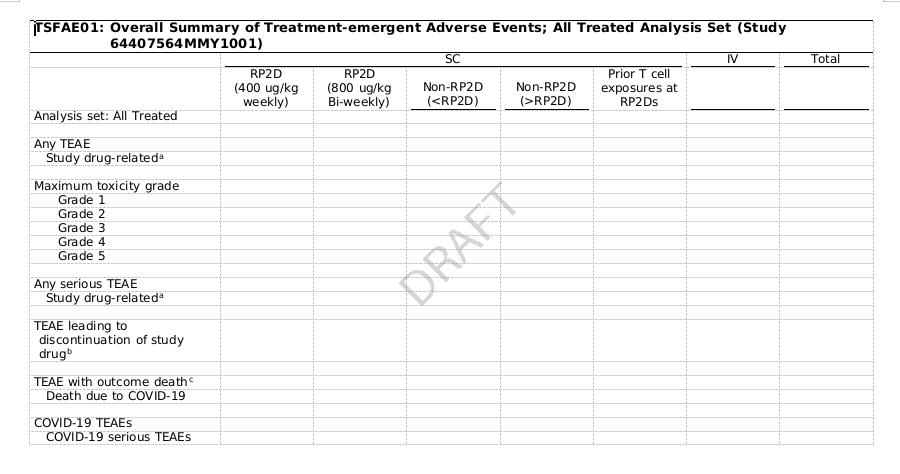 TSFAE01: Overall Summary of Treatment-emergent Adverse Events; All Treated Analysis Set (Study
64407564MMY1001)
SC IV Total
RP2D
(400 ug/kg
weekly)
RP2D
(800 ug/kg
Bi-weekly)
Non-RP2D
(<RP2D)
Non-RP2D
(>RP2D)
Prior T cell
exposures at
RP2Ds
Analysis set: All Treated
Any TEAE
Study drug-relatedª
Maximum toxicity grade
Grade 1
Grade 2
Grade 3
Grade 4
Grade 5
Any serious TEAE
Study drug-relatedª
TEAE leading to
discontinuation of study
drugᵇ
TEAE with outcome deathᶜ
Death due to COVID-19
COVID-19 TEAEs
COVID-19 serious TEAEs
DRAFT